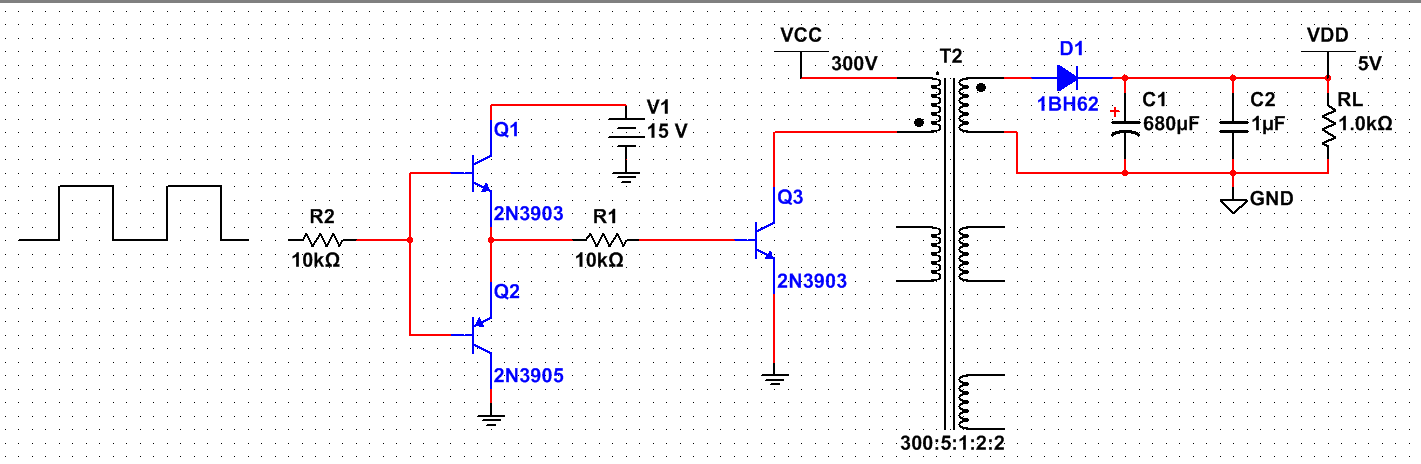 VCC
300V
T2
D1
1BH62
VDD
5V
C1
680µF
C2
1µF
RL
1.0kΩ
GND
V1
15 V
Q1
2N3903
R2
10kΩ
R1
10kΩ
Q3
2N3903
Q2
2N3905
300:5:1:2:2